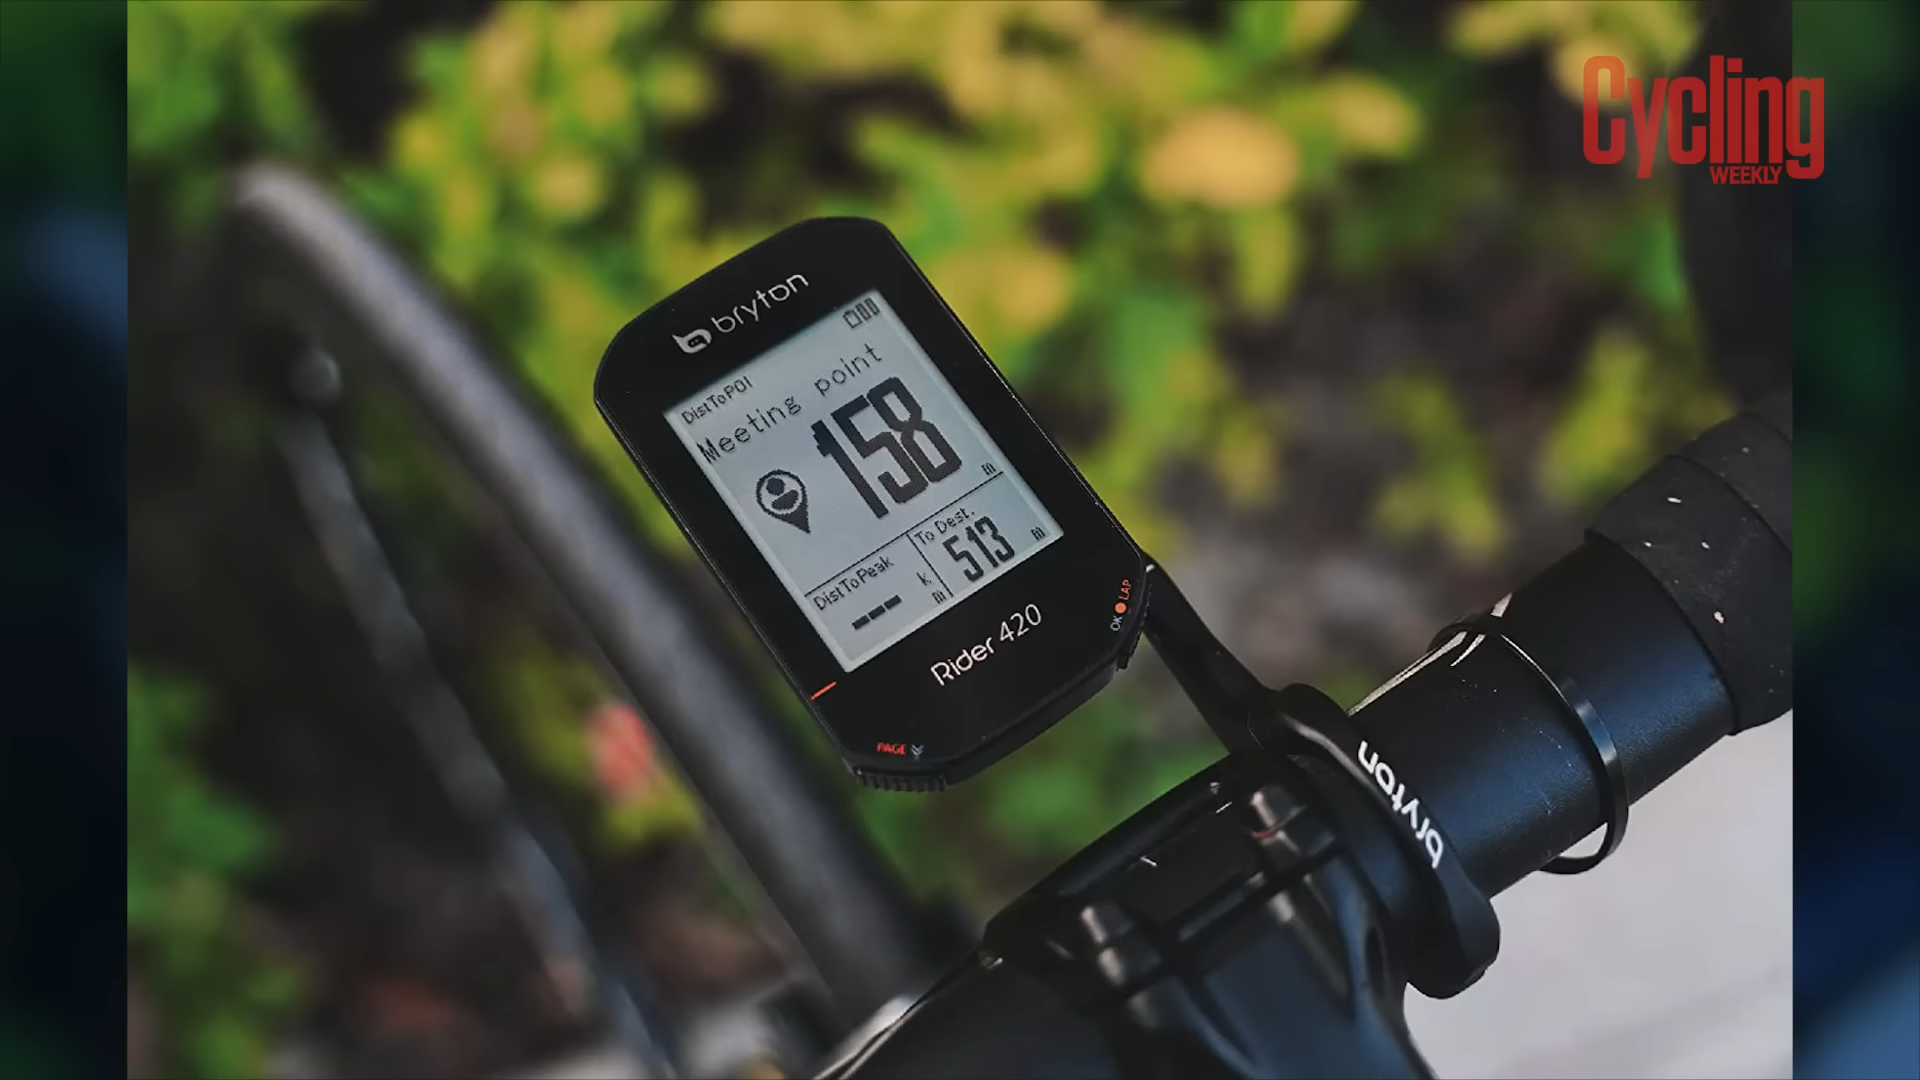 Cycling
WEEKLY
bryton
DistToPOI
Meeting point
158
m
DistToPeak
k
m
---
To Dest.
513
m
Rider 420
OK LAP
PAGE
bryton